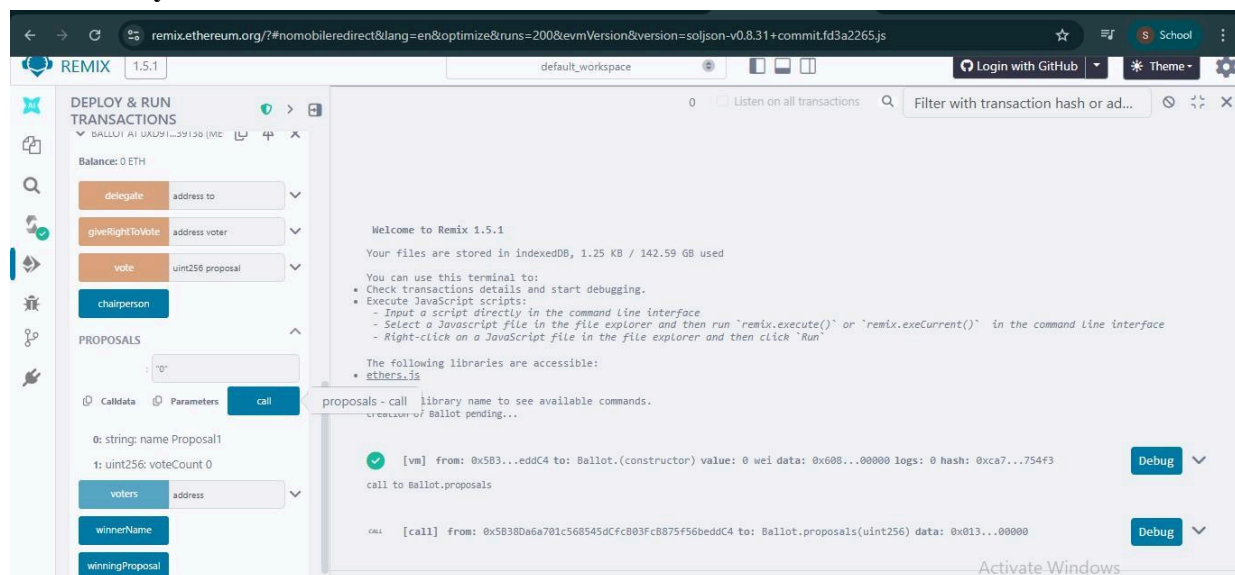 remix.ethereum.org/?#nomobileredirect&lang=en&optimize&runs=200&evmVersion&version=soljson-v0.8.31+commit.fd3a2265.js
S School
REMIX 1.5.1
default_workspace
Login with GitHub
Theme
DEPLOY & RUN
TRANSACTIONS
0 Listen on all transactions
Filter with transaction hash or ad...
BALLOT AT 0XD91...39138 (ME
Balance: 0 ETH
delegate address to
giveRightToVote address voter
vote uint256 proposal
chairperson
PROPOSALS
: "0"
Calldata Parameters call
proposals - call
0: string: name Proposal1
1: uint256: voteCount 0
voters address
winnerName
winningProposal
Welcome to Remix 1.5.1
Your files are stored in indexedDB, 1.25 KB / 142.59 GB used
You can use this terminal to:
• Check transactions details and start debugging.
• Execute JavaScript scripts:
- Input a script directly in the command line interface
- Select a Javascript file in the file explorer and then run `remix.execute()` or `remix.exeCurrent()` in the command line interface
- Right-click on a JavaScript file in the file explorer and then click `Run`
The following libraries are accessible:
• ethers.js
library name to see available commands.
creation of Ballot pending...
[vm] from: 0x5B3...eddC4 to: Ballot.(constructor) value: 0 wei data: 0x608...00000 logs: 0 hash: 0xca7...754f3
Debug
call to Ballot.proposals
CALL [call] from: 0x5B38Da6a701c568545dCfcB03FcB875f56beddC4 to: Ballot.proposals(uint256) data: 0x013...00000
Debug
Activate Windows